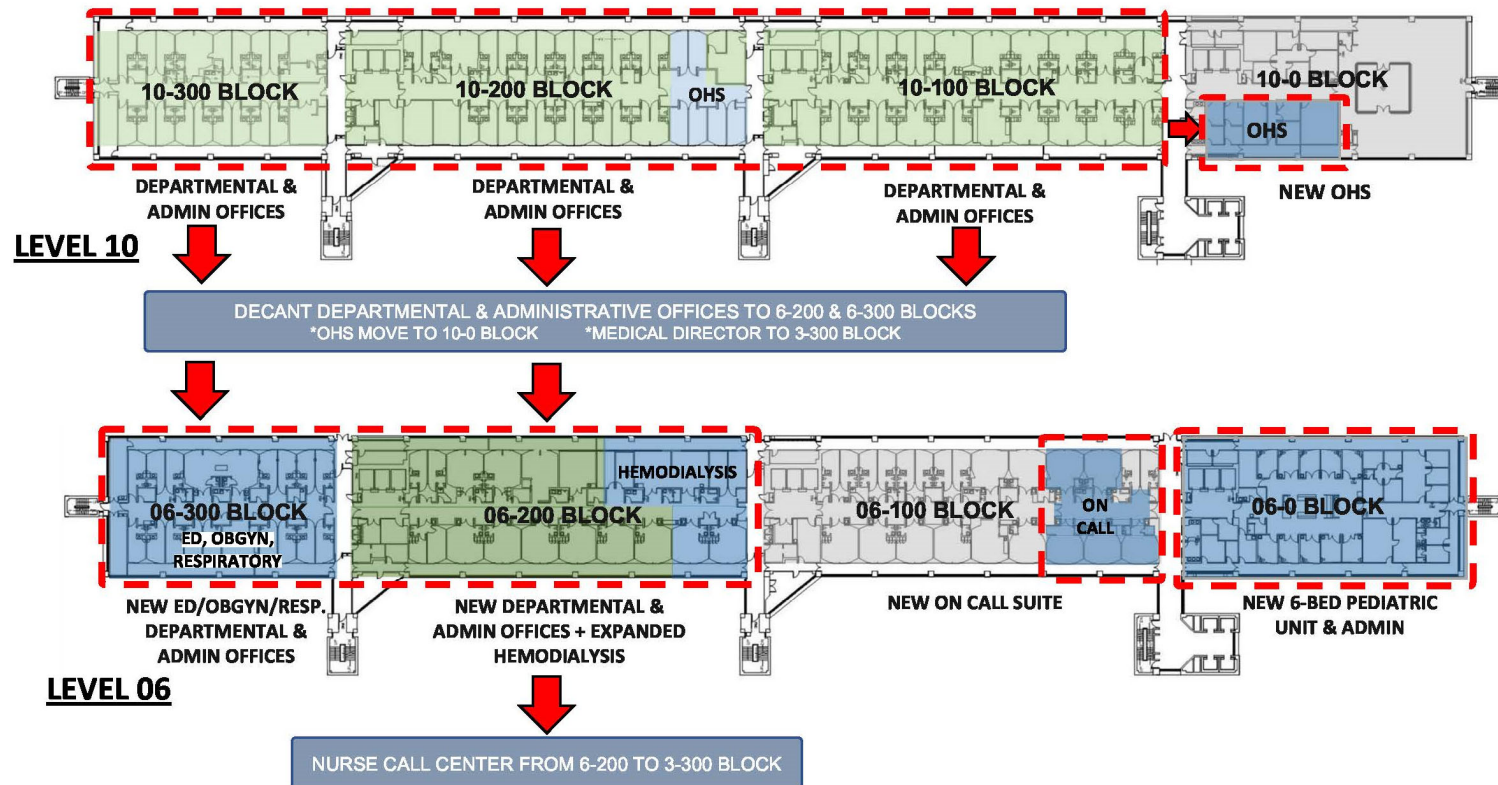 10-300 BLOCK
10-200 BLOCK
OHS
10-100 BLOCK
10-0 BLOCK
OHS
DEPARTMENTAL &
ADMIN OFFICES
DEPARTMENTAL &
ADMIN OFFICES
DEPARTMENTAL &
ADMIN OFFICES
NEW OHS
LEVEL 10
DECANT DEPARTMENTAL & ADMINISTRATIVE OFFICES TO 6-200 & 6-300 BLOCKS
*OHS MOVE TO 10-0 BLOCK *MEDICAL DIRECTOR TO 3-300 BLOCK
06-300 BLOCK
ED, OBGYN,
RESPIRATORY
HEMODIALYSIS
06-200 BLOCK
06-100 BLOCK
ON
CALL
06-0 BLOCK
NEW ED/OBGYN/RESP.
DEPARTMENTAL &
ADMIN OFFICES
NEW DEPARTMENTAL &
ADMIN OFFICES + EXPANDED
HEMODIALYSIS
NEW ON CALL SUITE
NEW 6-BED PEDIATRIC
UNIT & ADMIN
LEVEL 06
NURSE CALL CENTER FROM 6-200 TO 3-300 BLOCK